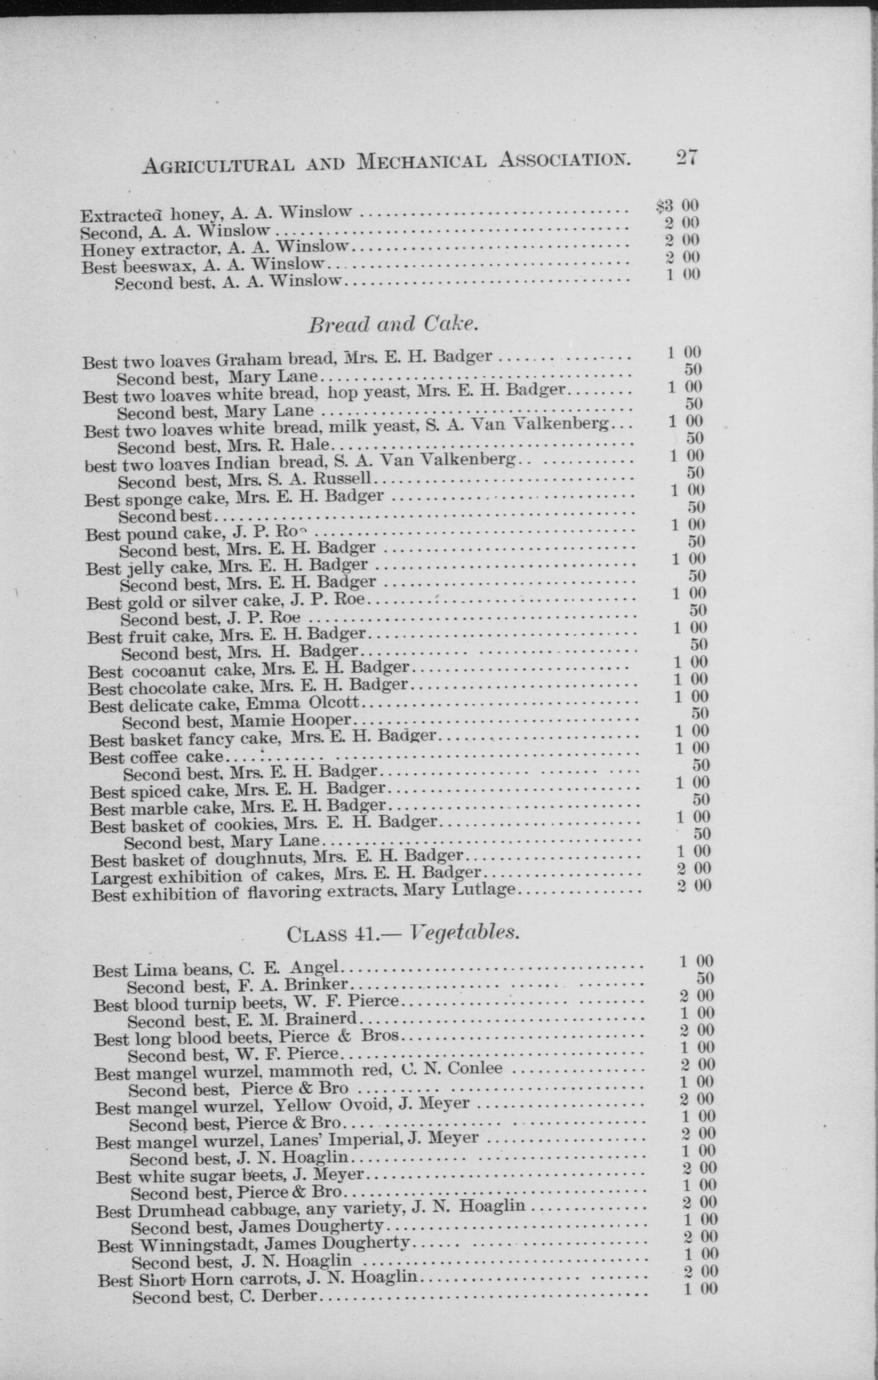 AGRICULTURAL AND MECHANICAL ASSOCIATION. 27
Extracted honey, A. A. Winslow $3 00
Second, A. A. Winslow 2 00
Honey extractor, A. A. Winslow 2 00
Best beeswax, A. A. Winslow 2 00
Second best, A. A. Winslow 1 00
Bread and Cake.
Best two loaves Graham bread, Mrs. E. H. Badger 1 00
Second best, Mary Lane 50
Best two loaves white bread, hop yeast, Mrs. E. H. Badger 1 00
Second best, Mary Lane 50
Best two loaves white bread, milk yeast, S. A. Van Valkenberg 1 00
Second best, Mrs. R. Hale 50
best two loaves Indian bread, S. A. Van Valkenberg 1 00
Second best, Mrs. S. A. Russell 50
Best sponge cake, Mrs. E. H. Badger 1 00
Second best 50
Best pound cake, J. P. Roe 1 00
Second best, Mrs. E. H. Badger 50
Best jelly cake, Mrs. E. H. Badger 1 00
Second best, Mrs. E. H. Badger 50
Best gold or silver cake, J. P. Roe 1 00
Second best, J. P. Roe 50
Best fruit cake, Mrs. E. H. Badger 1 00
Second best, Mrs. H. Badger 50
Best cocoanut cake, Mrs. E. H. Badger 1 00
Best chocolate cake, Mrs. E. H. Badger 1 00
Best delicate cake, Emma Olcott 1 00
Second best, Mamie Hooper 50
Best basket fancy cake, Mrs. E. H. Badger 1 00
Best coffee cake 1 00
Second best, Mrs. E. H. Badger 50
Best spiced cake, Mrs. E. H. Badger 1 00
Best marble cake, Mrs. E. H. Badger 50
Best basket of cookies, Mrs. E. H. Badger 1 00
Second best, Mary Lane 50
Best basket of doughnuts, Mrs. E. H. Badger 1 00
Largest exhibition of cakes, Mrs. E. H. Badger 2 00
Best exhibition of flavoring extracts, Mary Lutlage 2 00
CLASS 41.— Vegetables.
Best Lima beans, C. E. Angel 1 00
Second best, F. A. Brinker 50
Best blood turnip beets, W. F. Pierce 2 00
Second best, E. M. Brainerd 1 00
Best long blood beets, Pierce & Bros 2 00
Second best, W. F. Pierce 1 00
Best mangel wurzel, mammoth red, C. N. Conlee 2 00
Second best, Pierce & Bro 1 00
Best mangel wurzel, Yellow Ovoid, J. Meyer 2 00
Second best, Pierce & Bro 1 00
Best mangel wurzel, Lanes' Imperial, J. Meyer 2 00
Second best, J. N. Hoaglin 1 00
Best white sugar beets, J. Meyer 2 00
Second best, Pierce & Bro 1 00
Best Drumhead cabbage, any variety, J. N. Hoaglin 2 00
Second best, James Dougherty 1 00
Best Winningstadt, James Dougherty 2 00
Second best, J. N. Hoaglin 1 00
Best Short Horn carrots, J. N. Hoaglin 2 00
Second best, C. Derber 1 00